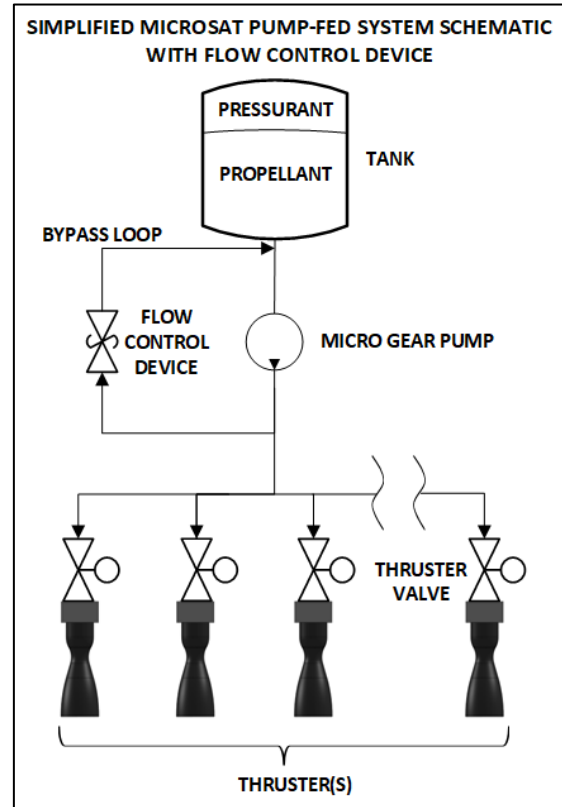 SIMPLIFIED MICROSAT PUMP-FED SYSTEM SCHEMATIC
WITH FLOW CONTROL DEVICE
PRESSURANT
TANK
PROPELLANT
BYPASS LOOP
FLOW
CONTROL
DEVICE
MICRO GEAR PUMP
THRUSTER
VALVE
THRUSTER(S)